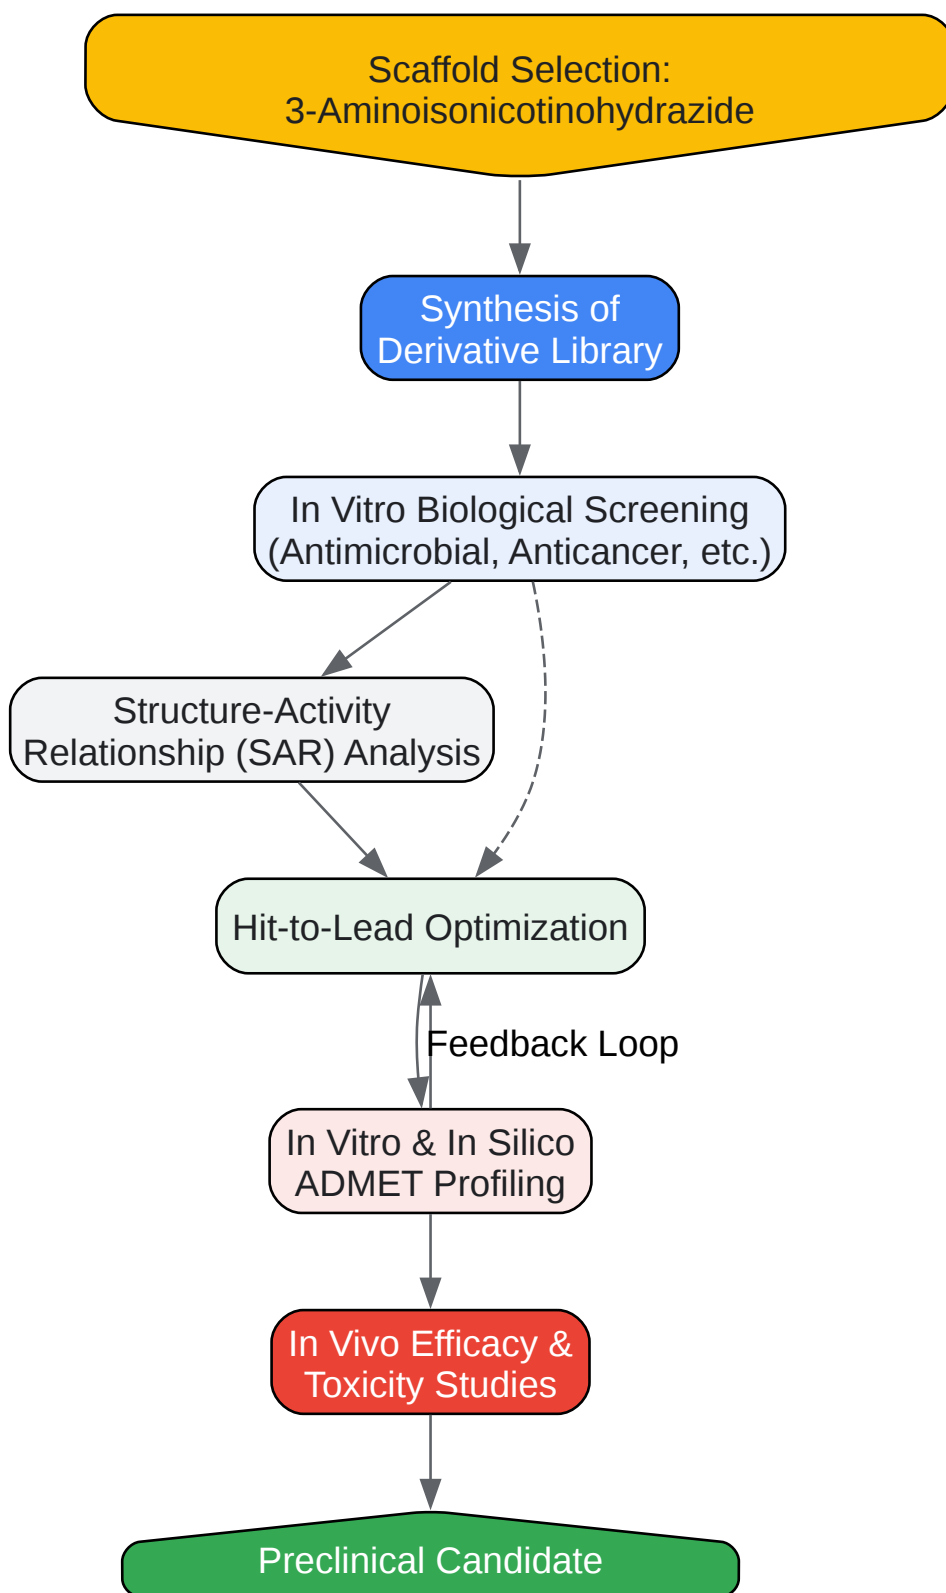 Scaffold Selection:
3-Aminoisonicotinohydrazide
Synthesis of
Derivative Library
In Vitro Biological Screening
(Antimicrobial, Anticancer, etc.)
Structure-Activity
Relationship (SAR) Analysis
Hit-to-Lead Optimization
Feedback Loop
In Vitro & In Silico
ADMET Profiling
In Vivo Efficacy &
Toxicity Studies
Preclinical Candidate